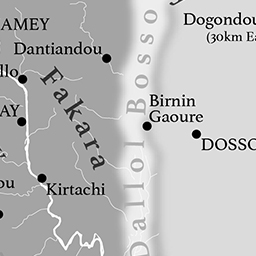 AMEY
Dogondou
(30km Ea
Dantiandou
llo
Fakara
Dallol Bosso
Birnin
Gaoure
AY
DOSSO
ou
Kirtachi